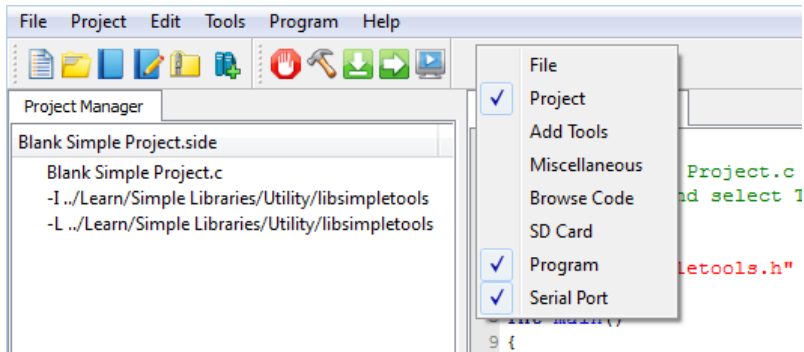 File Project Edit Tools Program Help
Project Manager
Blank Simple Project.side
Blank Simple Project.c
-I ../Learn/Simple Libraries/Utility/libsimpletools
-L ../Learn/Simple Libraries/Utility/libsimpletools
File
Project
Add Tools
Miscellaneous
Browse Code
SD Card
Program
Serial Port
Project.c
nd select T
letools.h"
int main()
9 {